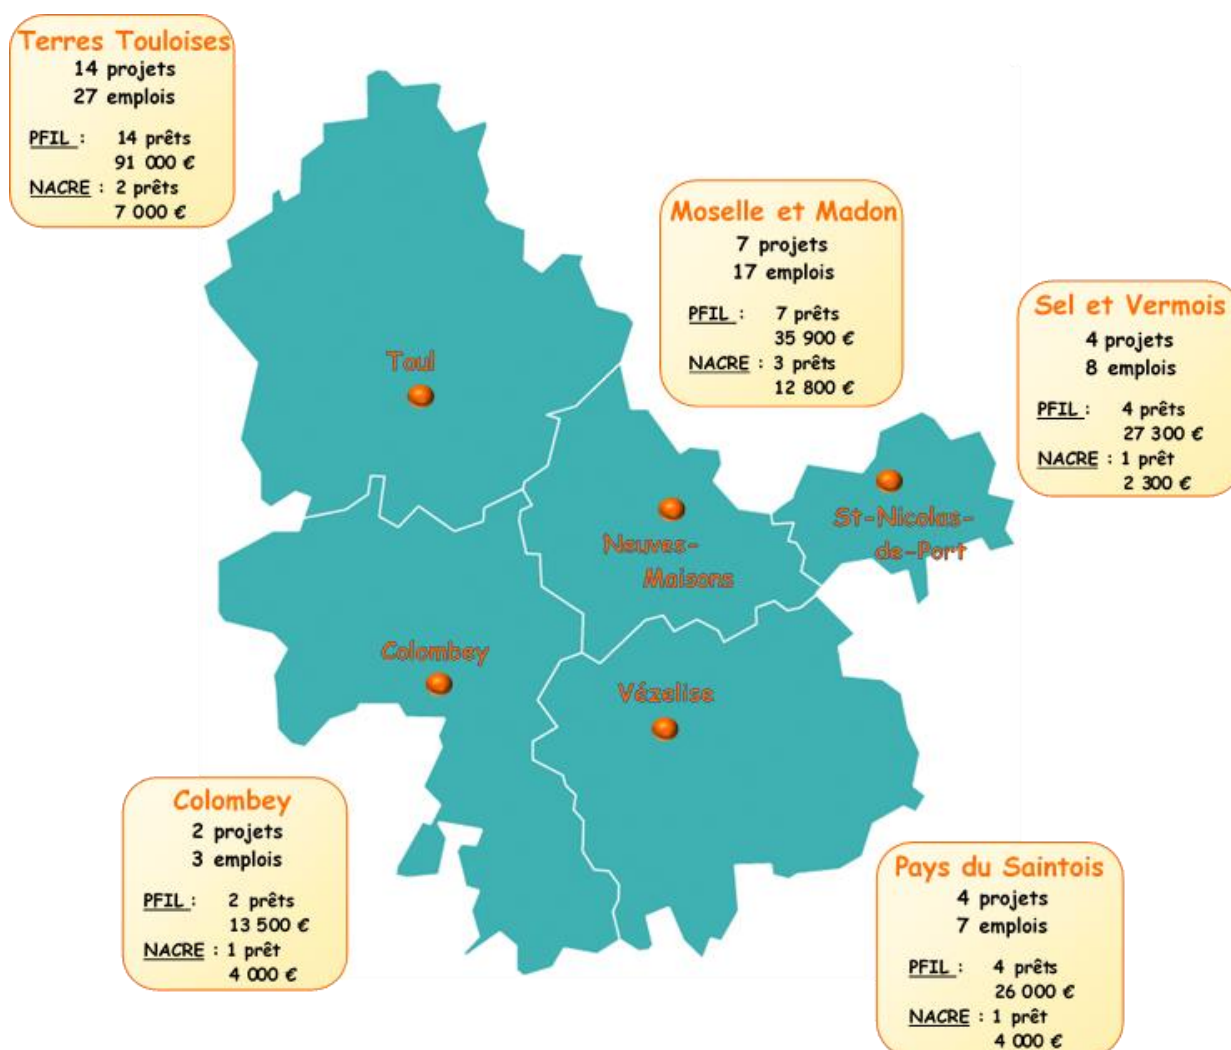 Terres Touloises
14 projets
27 emplois
PFIL : 14 prêts
91 000 €
NACRE : 2 prêts
7 000 €
Moselle et Madon
7 projets
17 emplois
PFIL : 7 prêts
35 900 €
NACRE : 3 prêts
12 800 €
Sel et Vermois
4 projets
8 emplois
PFIL : 4 prêts
27 300 €
NACRE : 1 prêt
2 300 €
Toul
Neuves-
Maisons
St-Nicolas-
de-Port
Colombey
Vézelise
Colombey
2 projets
3 emplois
PFIL : 2 prêts
13 500 €
NACRE : 1 prêt
4 000 €
Pays du Saintois
4 projets
7 emplois
PFIL : 4 prêts
26 000 €
NACRE : 1 prêt
4 000 €